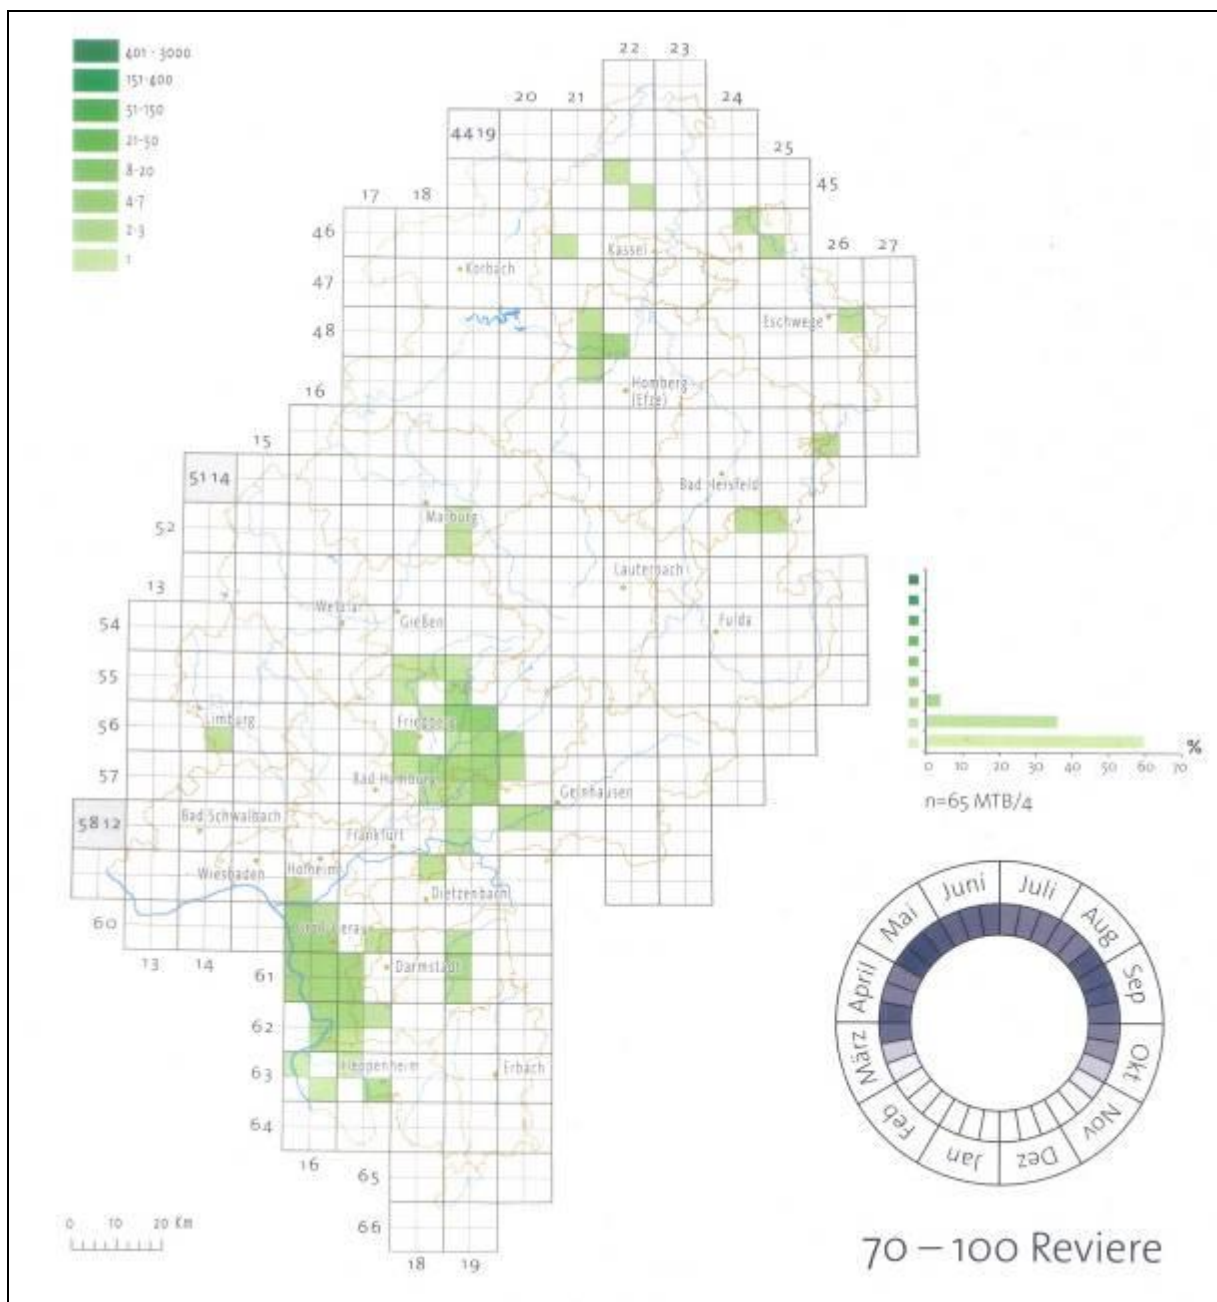 401 - 3000
151-400
51-150
21-50
8-20
4-7
2-3
1
22 23
20 21 24
4419
25
45
17 18
46
Kassel
26 27
Korbach
47
Eschwege
48
Homberg
(Efze)
16
15
5114
Bad Hersfeld
Marburg
52
Lauterbach
13
Wetzlar
54
Gießen
Fulda
55
Limburg
Friedberg
56
57
Bad Homburg
Gelnhausen
5812
Bad Schwalbach
Frankfurt
Wiesbaden
Hofheim
Dietzenbach
60
13 14
61
Darmstadt
62
63
Heppenheim
Erbach
64
16
65
66
18 19
0 10 20 Km
%
0 10 20 30 40 50 60 70
n=65 MTB/4
Juni
Juli
Mai
Aug
April
Sep
März
Okt
Feb
Nov
Jan
Dez
70 – 100 Reviere